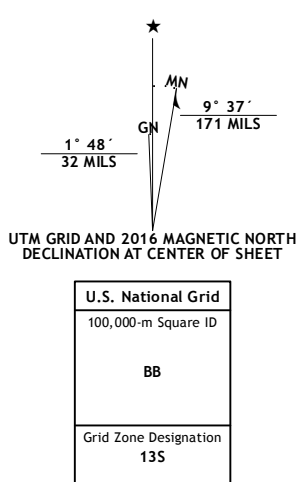 ★
MN
GN
9° 37´
171 MILS
1° 48´
32 MILS
UTM GRID AND 2016 MAGNETIC NORTH
DECLINATION AT CENTER OF SHEET
U.S. National Grid
100,000-m Square ID
BB
Grid Zone Designation
13S